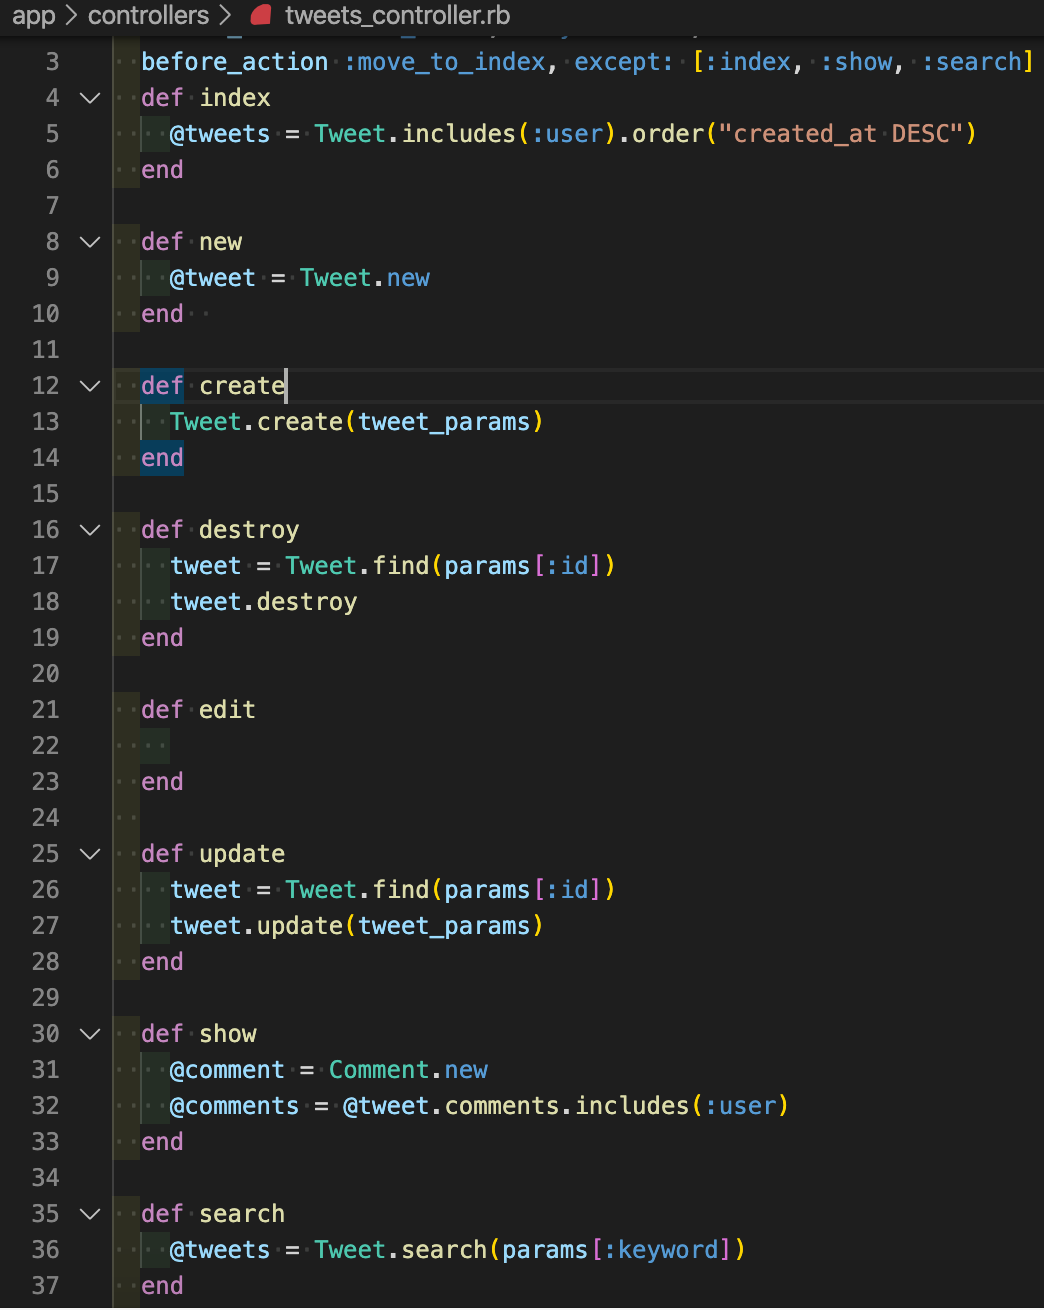 app > controllers > tweets_controller.rb
3 before_action :move_to_index, except: [:index, :show, :search]
4 def index
5 @tweets = Tweet.includes(:user).order("created_at DESC")
6 end
7
8 def new
9 @tweet = Tweet.new
10 end
11
12 def create
13 Tweet.create(tweet_params)
14 end
15
16 def destroy
17 tweet = Tweet.find(params[:id])
18 tweet.destroy
19 end
20
21 def edit
22
23 end
24
25 def update
26 tweet = Tweet.find(params[:id])
27 tweet.update(tweet_params)
28 end
29
30 def show
31 @comment = Comment.new
32 @comments = @tweet.comments.includes(:user)
33 end
34
35 def search
36 @tweets = Tweet.search(params[:keyword])
37 end